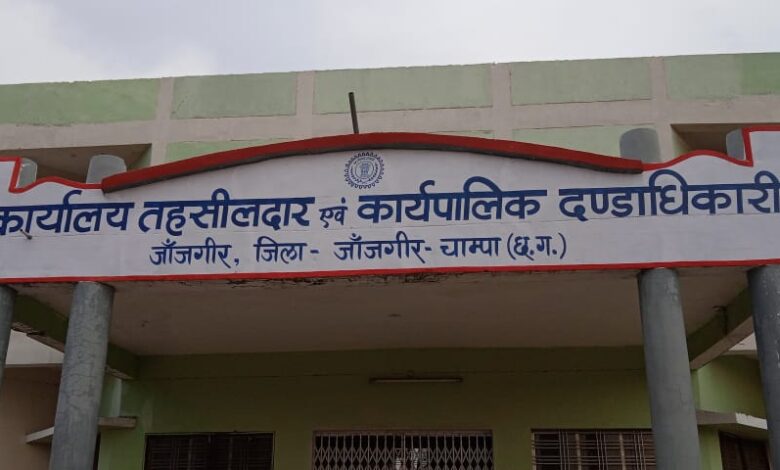 कार्यालय तहसीलदार एवं कार्यपालिक दण्डाधिकारी
जाँजगीर, जिला - जाँजगीर - चाम्पा (छ.ग.)